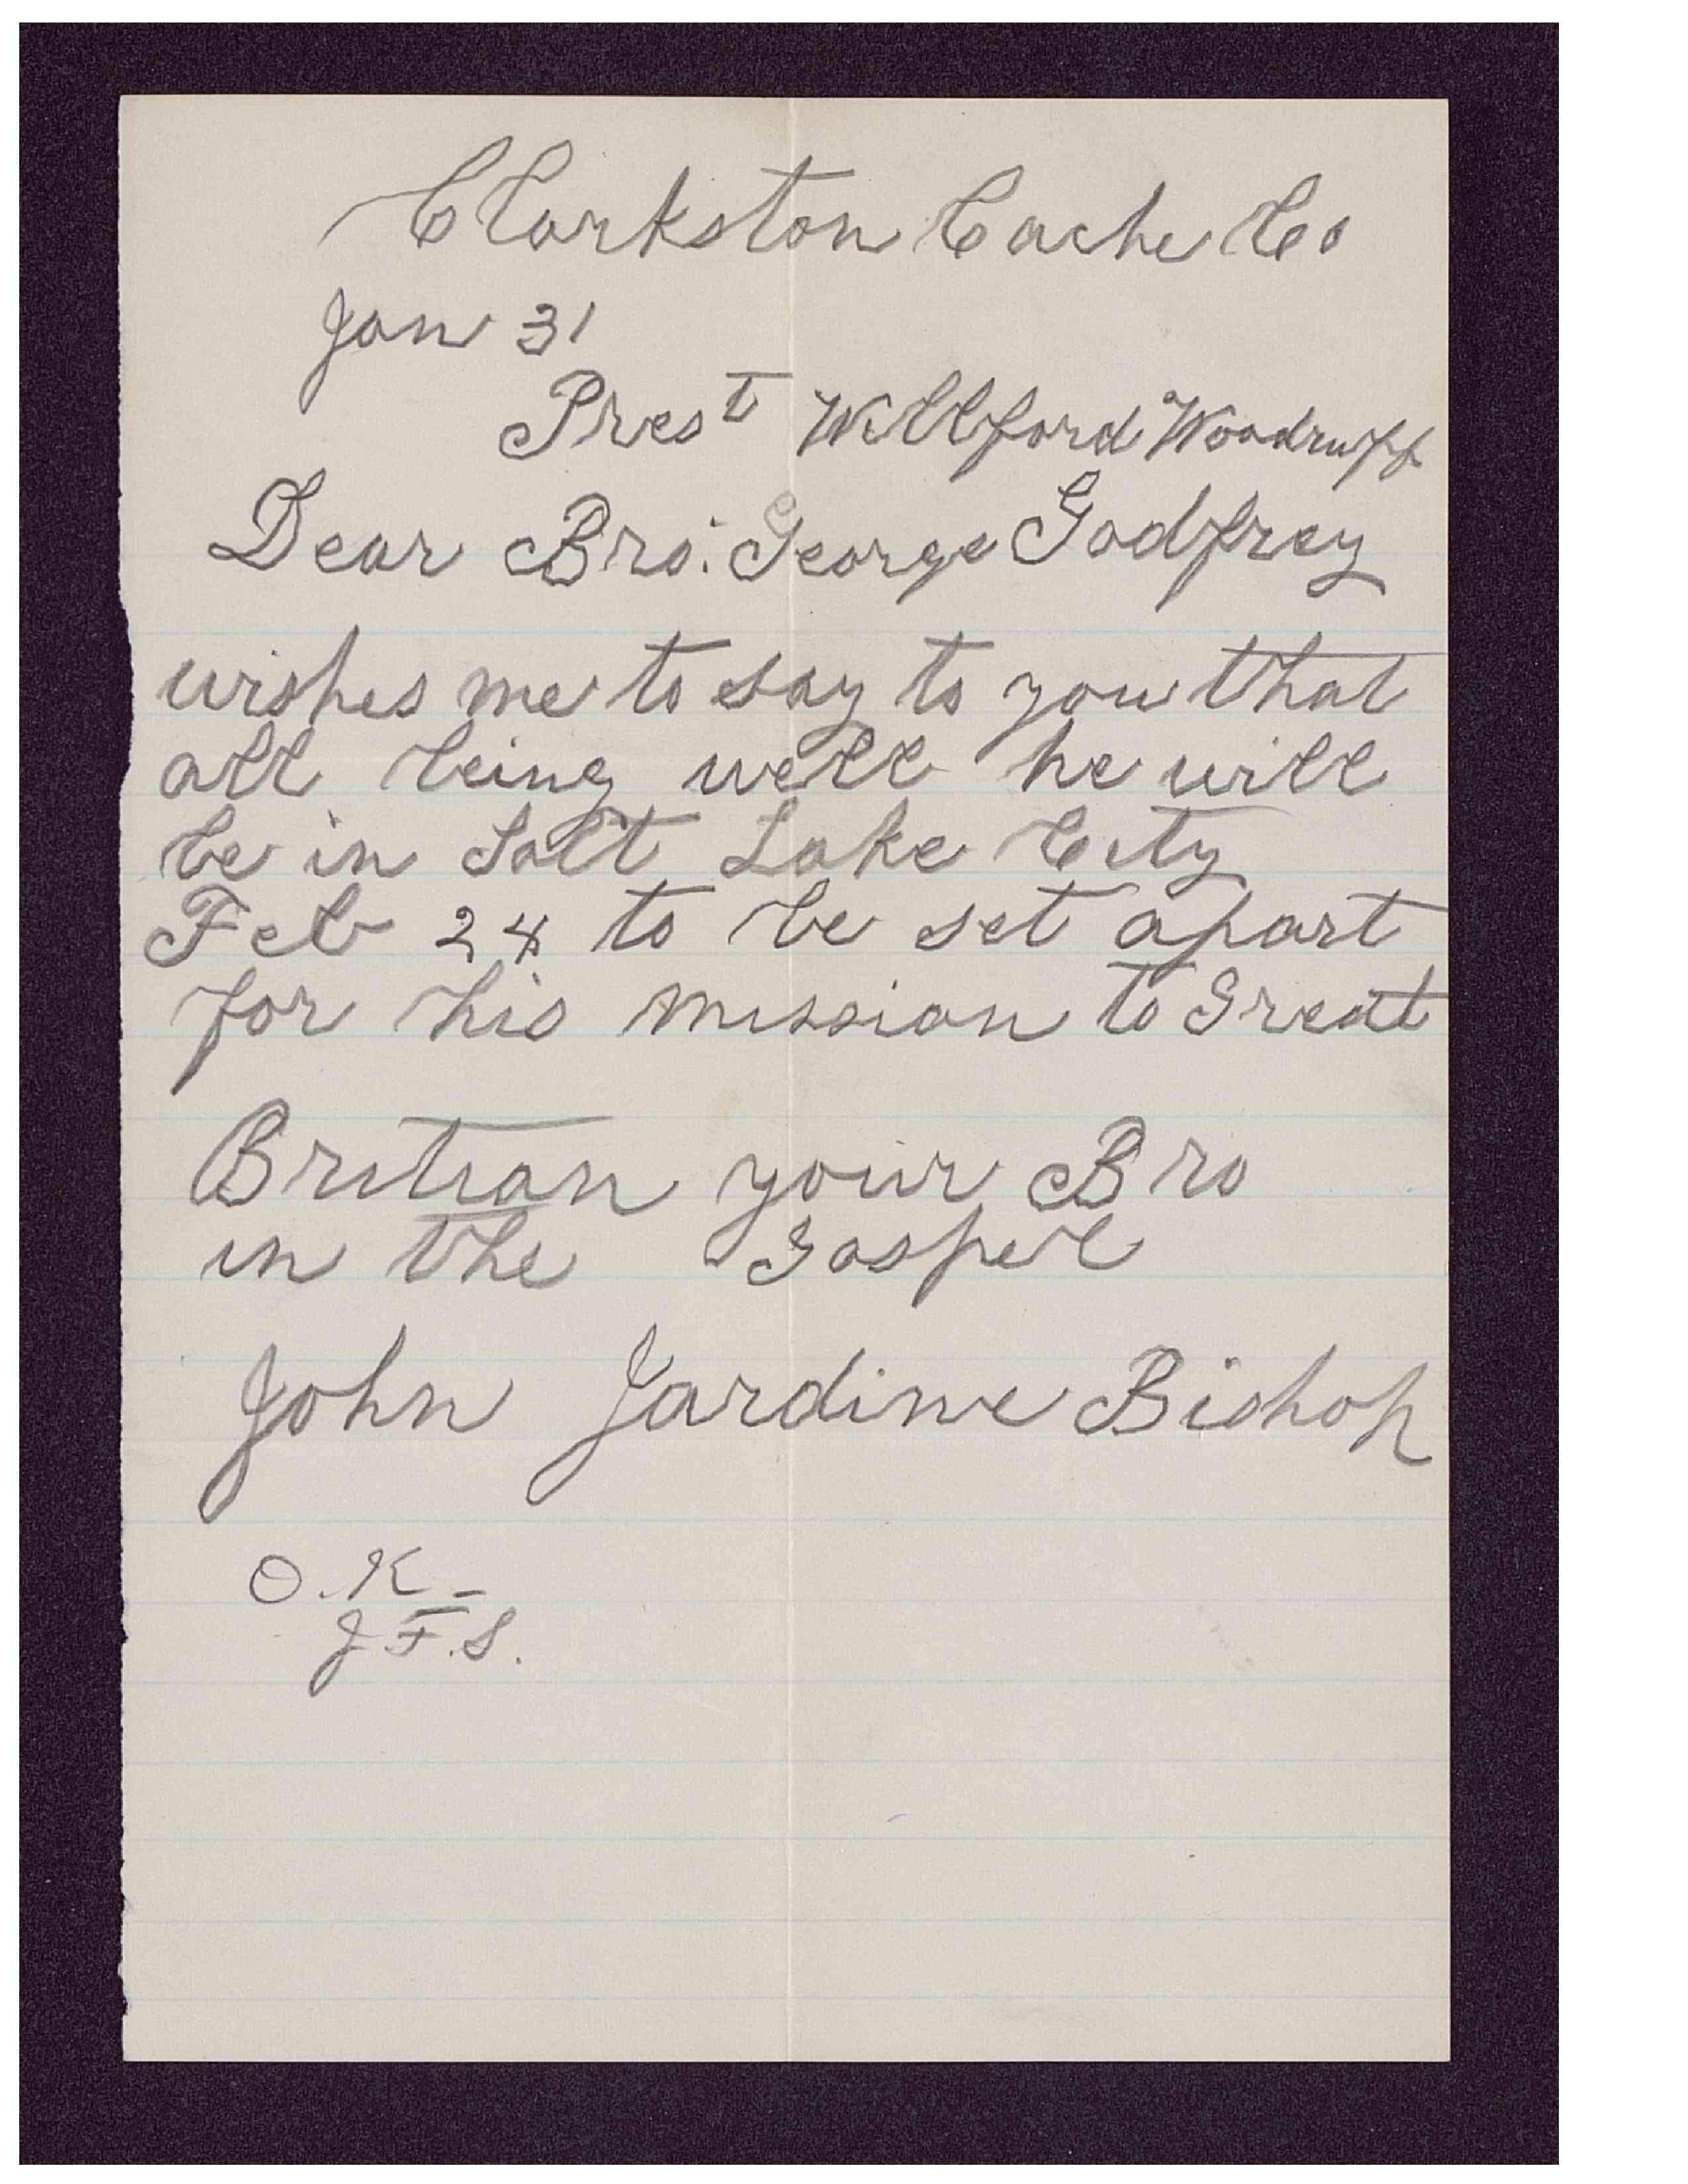 Clarkston Cache Co
Jan 31
Prest Willford Woodruff
Dear Bro. George Godfrey
wishes me to say to you that
all being well he will
be in Salt Lake City
Feb 24 to be set apart
for his mission to Great
Britian your Bro
in the Gospel
John Jardine Bishop
O.K_
J F. S.